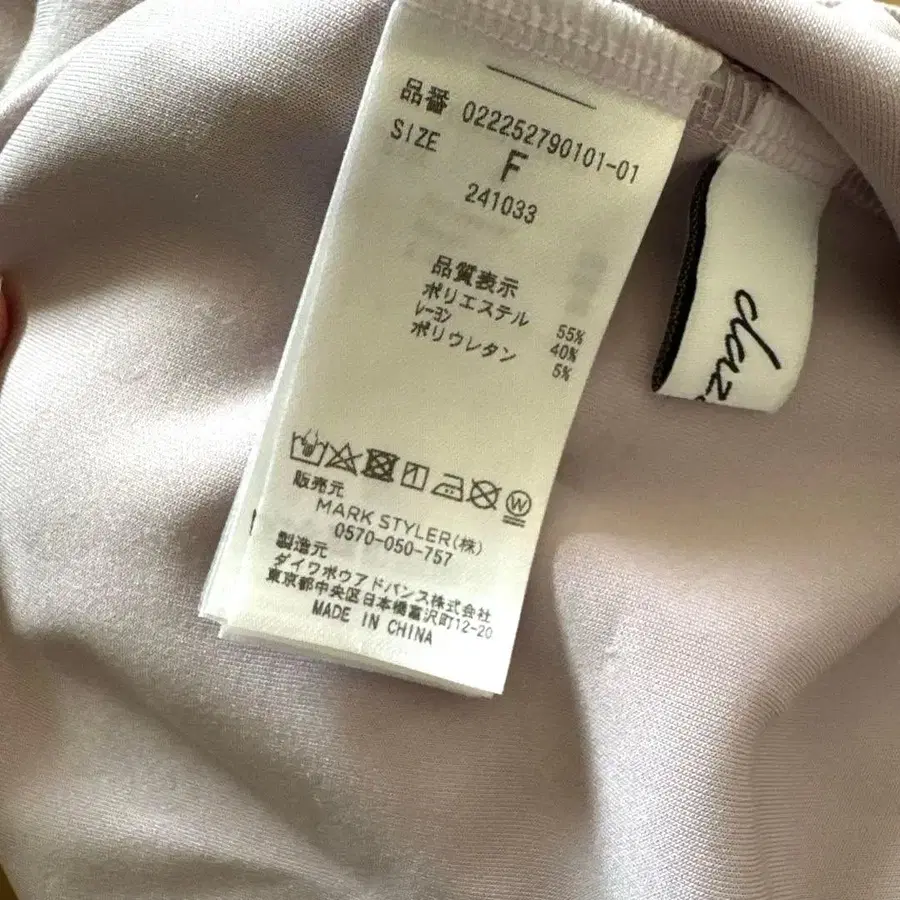 品番 022252790101-01
SIZE F
241033
品質表示
ポリエステル 55%
レーヨン 40%
ポリウレタン 5%
W
販売元
MARK STYLER(株)
0570-050-757
製造元
ダイワボウアドバンス株式会社
東京都中央区日本橋富沢町12-20
MADE IN CHINA